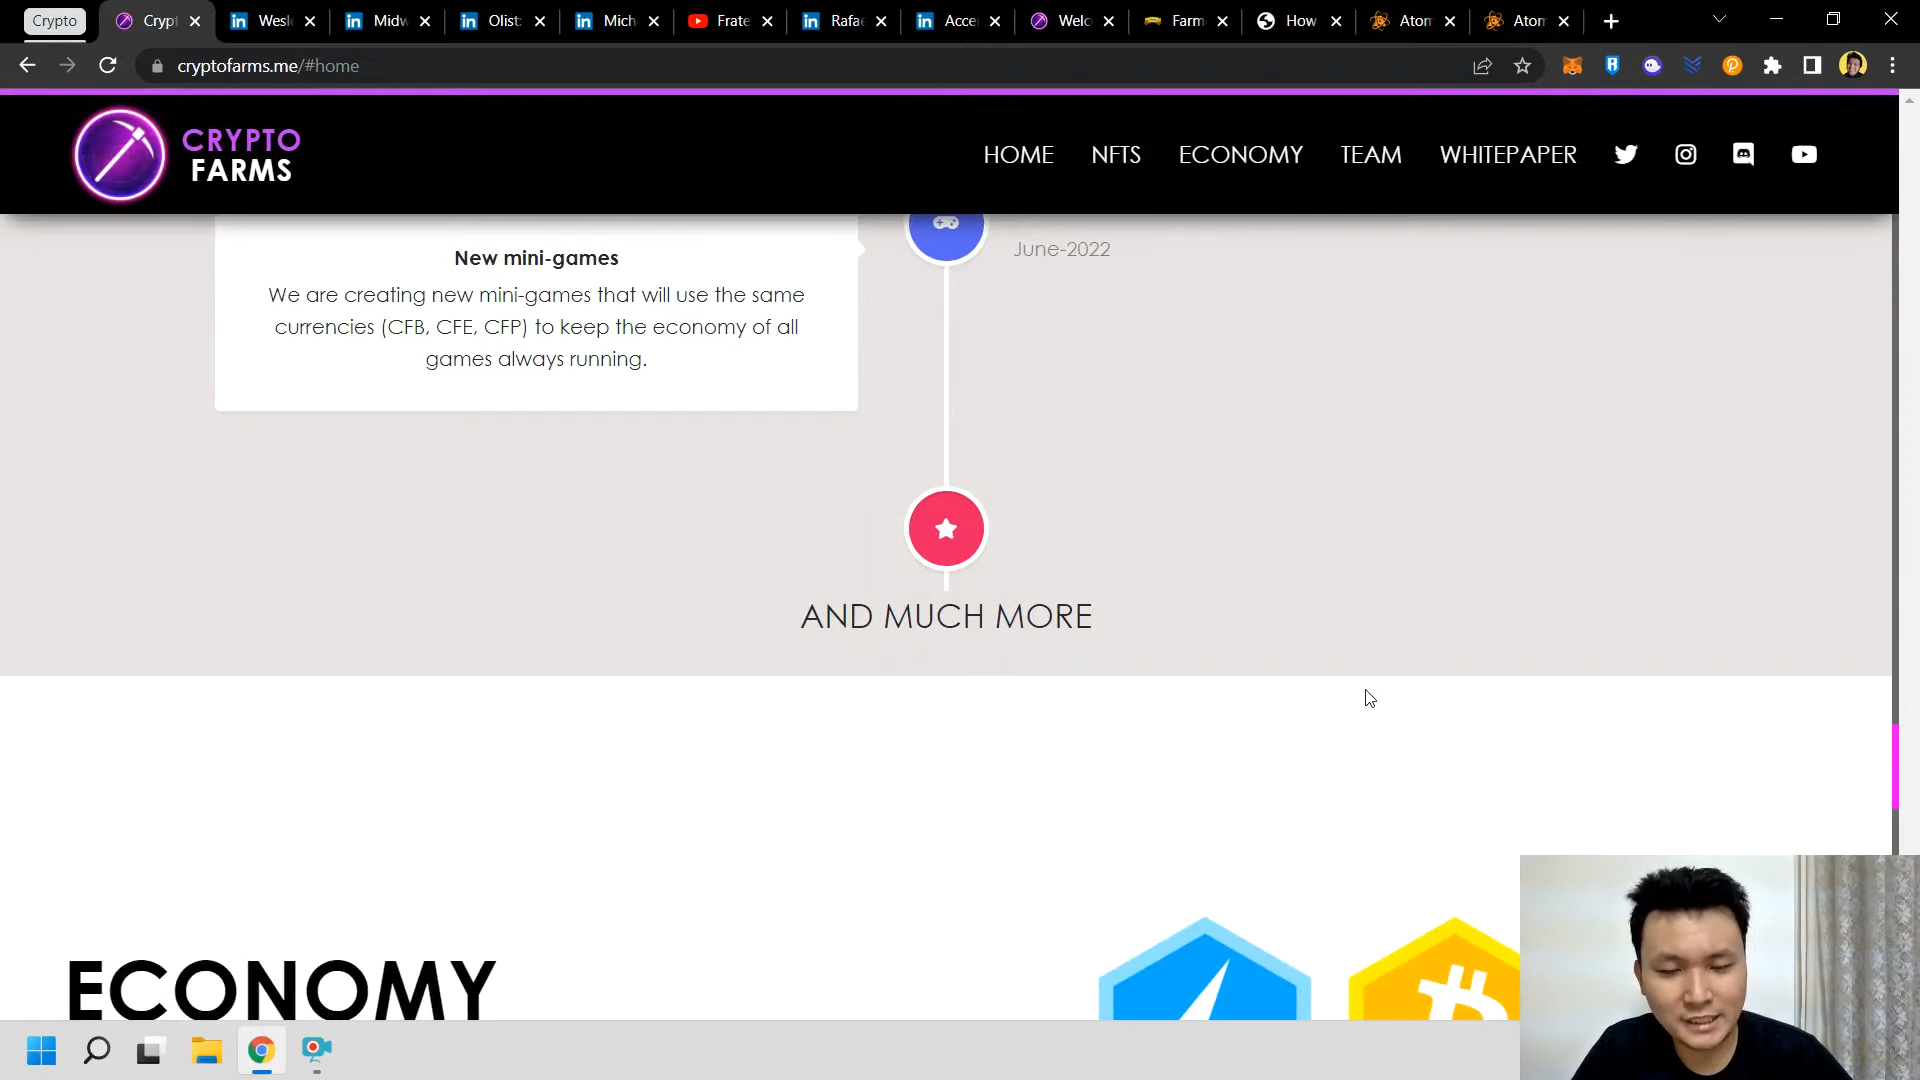 Crypto
Crypt
Wesl
Midw
Olist
Mich
Frate
Rafae
Accer
Welc
Farm
How
Atom
Atom
cryptofarms.me/#home
CRYPTO
FARMS
HOME
NFTS
ECONOMY
TEAM
WHITEPAPER
New mini-games
June-2022
We are creating new mini-games that will use the same
currencies (CFB, CFE, CFP) to keep the economy of all
games always running.
AND MUCH MORE
ECONOMY